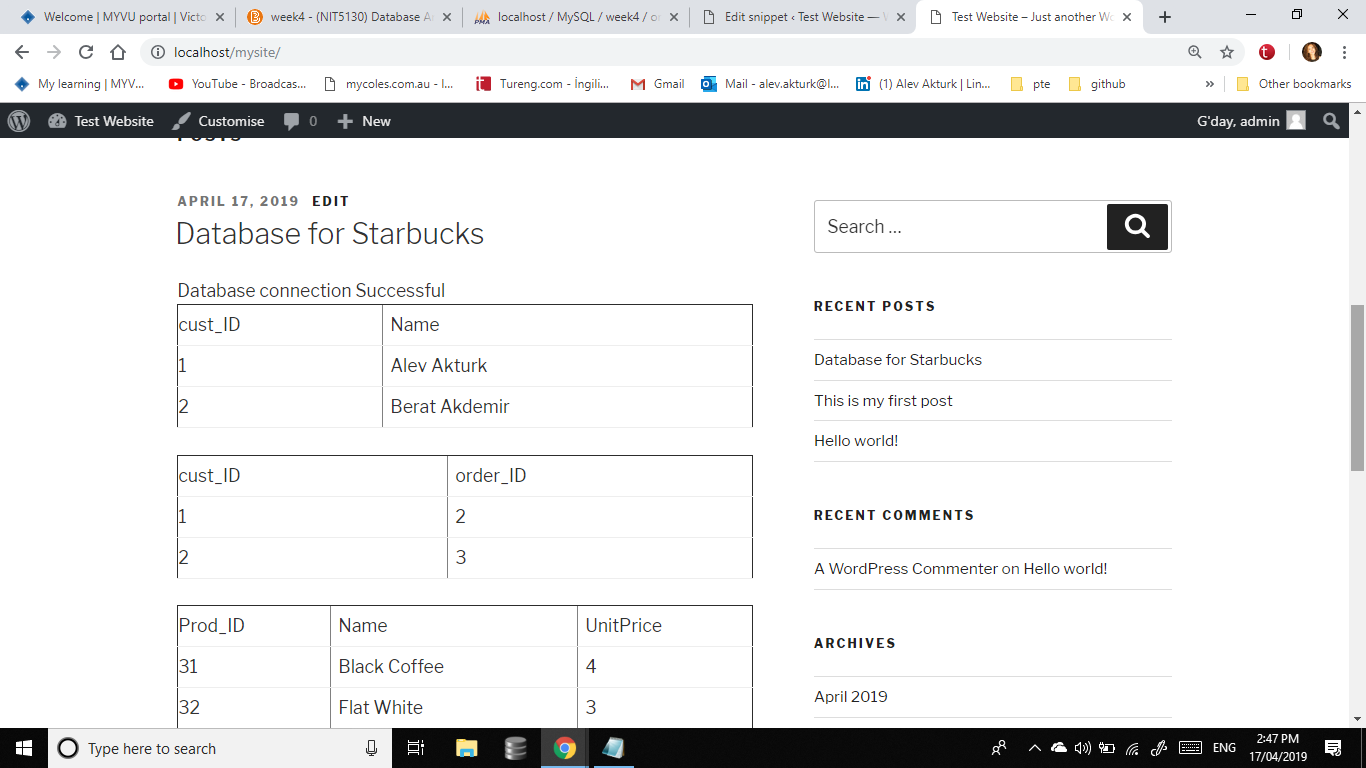 Welcome | MYVU portal | Victo
week4 - (NIT5130) Database A
localhost / MySQL / week4 / o
Edit snippet ‹ Test Website —
Test Website – Just another Wo
localhost/mysite/
My learning | MYV...
YouTube - Broadcas...
mycoles.com.au - I...
Tureng.com - İngili...
Gmail
Mail - alev.akturk@l...
(1) Alev Akturk | Lin...
pte
github
»
Other bookmarks
Test Website
Customise
0
New
G'day, admin
POSTS
APRIL 17, 2019 EDIT
Database for Starbucks
Database connection Successful
cust_ID Name
1 Alev Akturk
2 Berat Akdemir
cust_ID order_ID
1 2
2 3
Prod_ID Name UnitPrice
31 Black Coffee 4
32 Flat White 3
Search ...
RECENT POSTS
Database for Starbucks
This is my first post
Hello world!
RECENT COMMENTS
A WordPress Commenter on Hello world!
ARCHIVES
April 2019
Type here to search
ENG
2:47 PM
17/04/2019